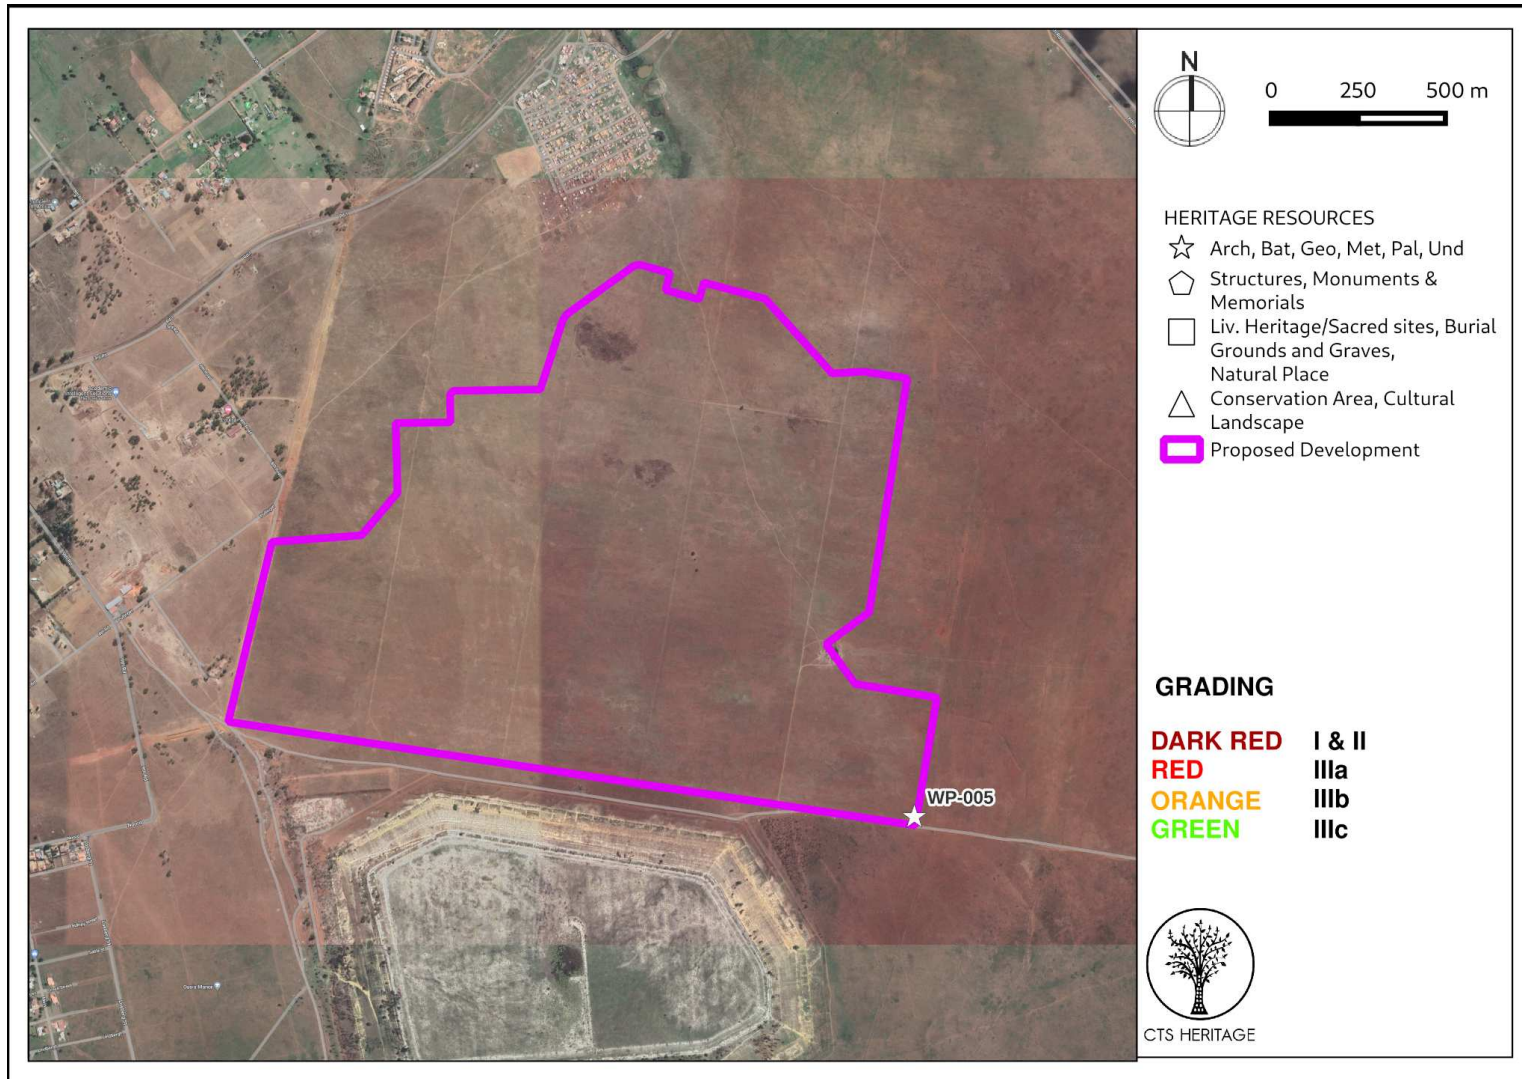 N
0 250 500 m
HERITAGE RESOURCES
Arch, Bat, Geo, Met, Pal, Und
Structures, Monuments &
Memorials
Liv. Heritage/Sacred sites, Burial
Grounds and Graves,
Natural Place
Conservation Area, Cultural
Landscape
Proposed Development
WP-005
GRADING
DARK RED I & II
RED IIIa
ORANGE IIIb
GREEN IIIc
CTS HERITAGE